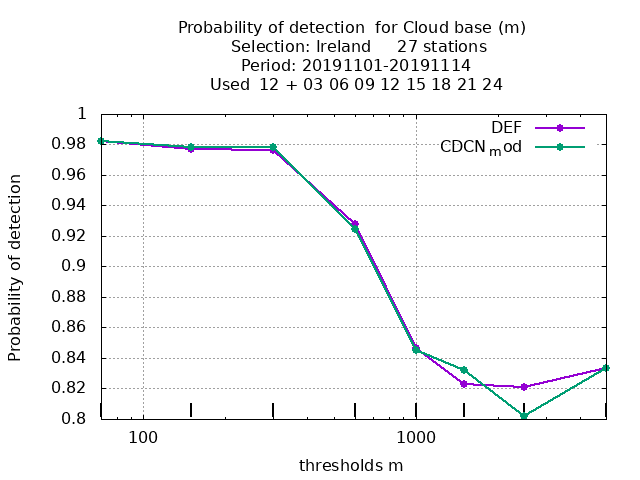 Probability of detection  for Cloud base (m)
Selection: Ireland     27 stations
Period: 20191101-20191114
Used  12 + 03 06 09 12 15 18 21 24
1
DEF
0.98
CDCN_mod
0.96
0.94
0.92
0.9
0.88
0.86
0.84
0.82
0.8
Probability of detection
100
1000
thresholds m